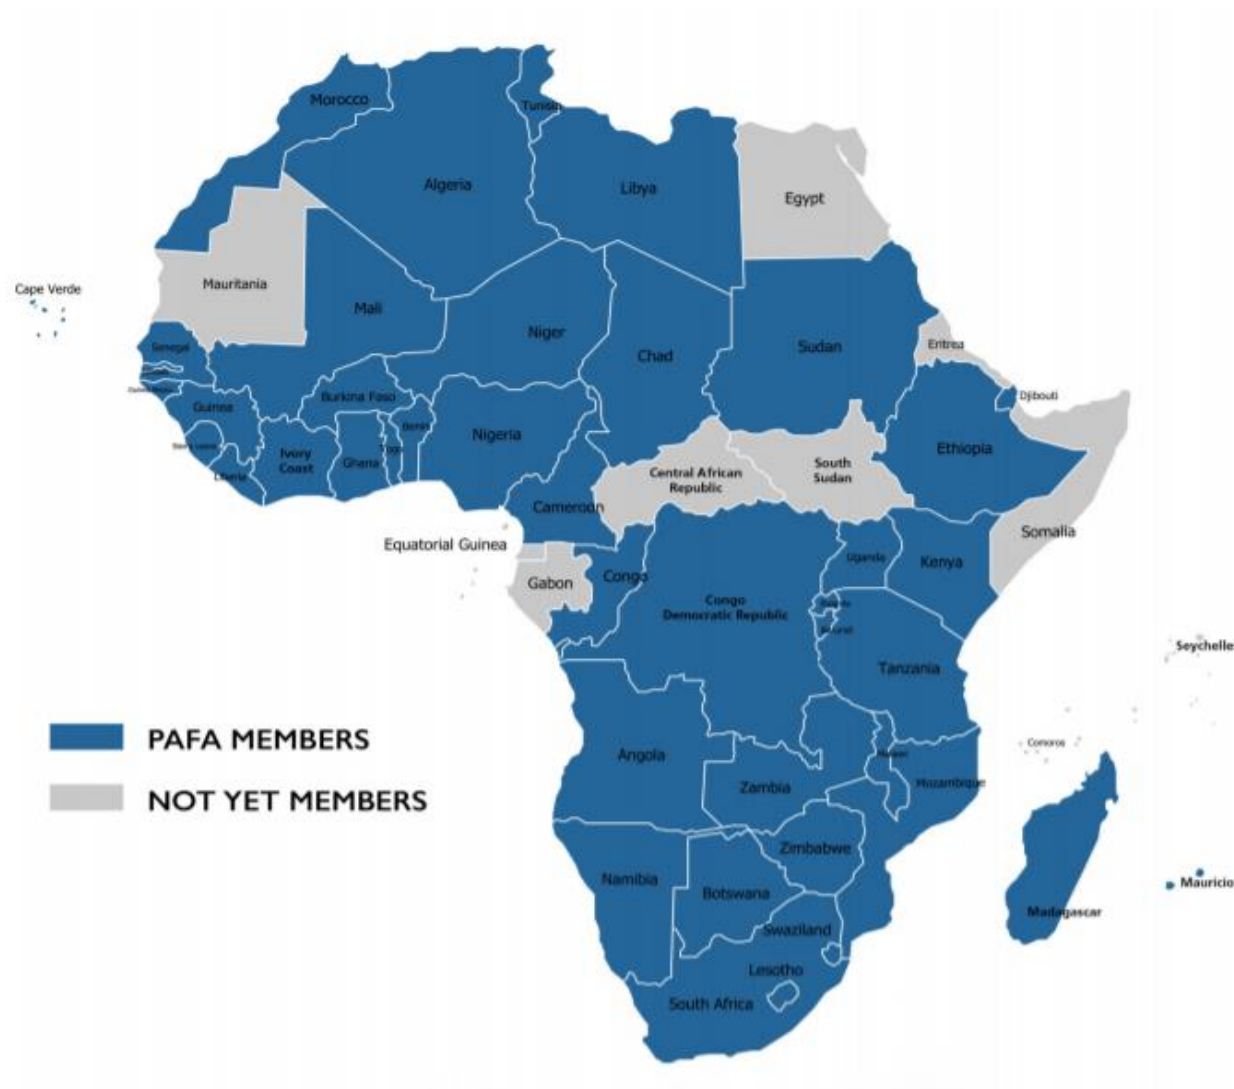 Morocco
Tunisia
Algeria
Libya
Egypt
Mauritania
Cape Verde
Mali
Niger
Chad
Sudan
Eritrea
Senegal
Djibouti
Burkina Faso
Guinea
Benin
Nigeria
Togo
Ivory
Coast
Ghana
Liberia
Ethiopia
Central African
Republic
South
Sudan
Cameroon
Somalia
Equatorial Guinea
Uganda
Kenya
Gabon
Congo
Congo
Democratic Republic
Seychelle
Tanzania
PAFA MEMBERS
Comoros
Angola
Mozambique
Zambia
NOT YET MEMBERS
Zimbabwe
Namibia
Mauricio
Botswana
Madagascar
Swaziland
Lesotho
South Africa